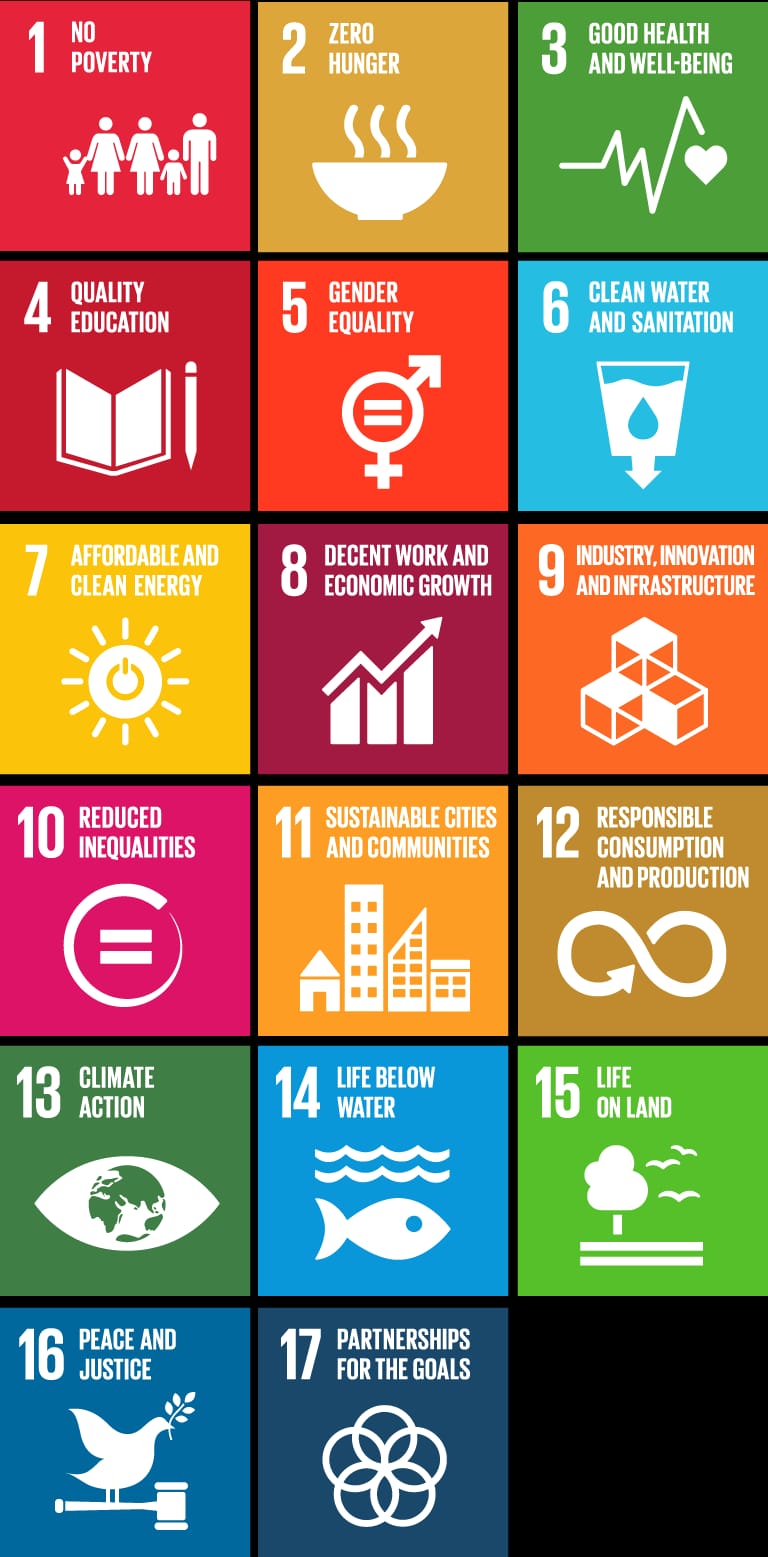 1 NO
POVERTY
2 ZERO
HUNGER
3 GOOD HEALTH
AND WELL-BEING
4 QUALITY
EDUCATION
5 GENDER
EQUALITY
6 CLEAN WATER
AND SANITATION
7 AFFORDABLE AND
CLEAN ENERGY
8 DECENT WORK AND
ECONOMIC GROWTH
9 INDUSTRY, INNOVATION
AND INFRASTRUCTURE
10 REDUCED
INEQUALITIES
11 SUSTAINABLE CITIES
AND COMMUNITIES
12 RESPONSIBLE
CONSUMPTION
AND PRODUCTION
13 CLIMATE
ACTION
14 LIFE BELOW
WATER
15 LIFE
ON LAND
16 PEACE AND
JUSTICE
17 PARTNERSHIPS
FOR THE GOALS